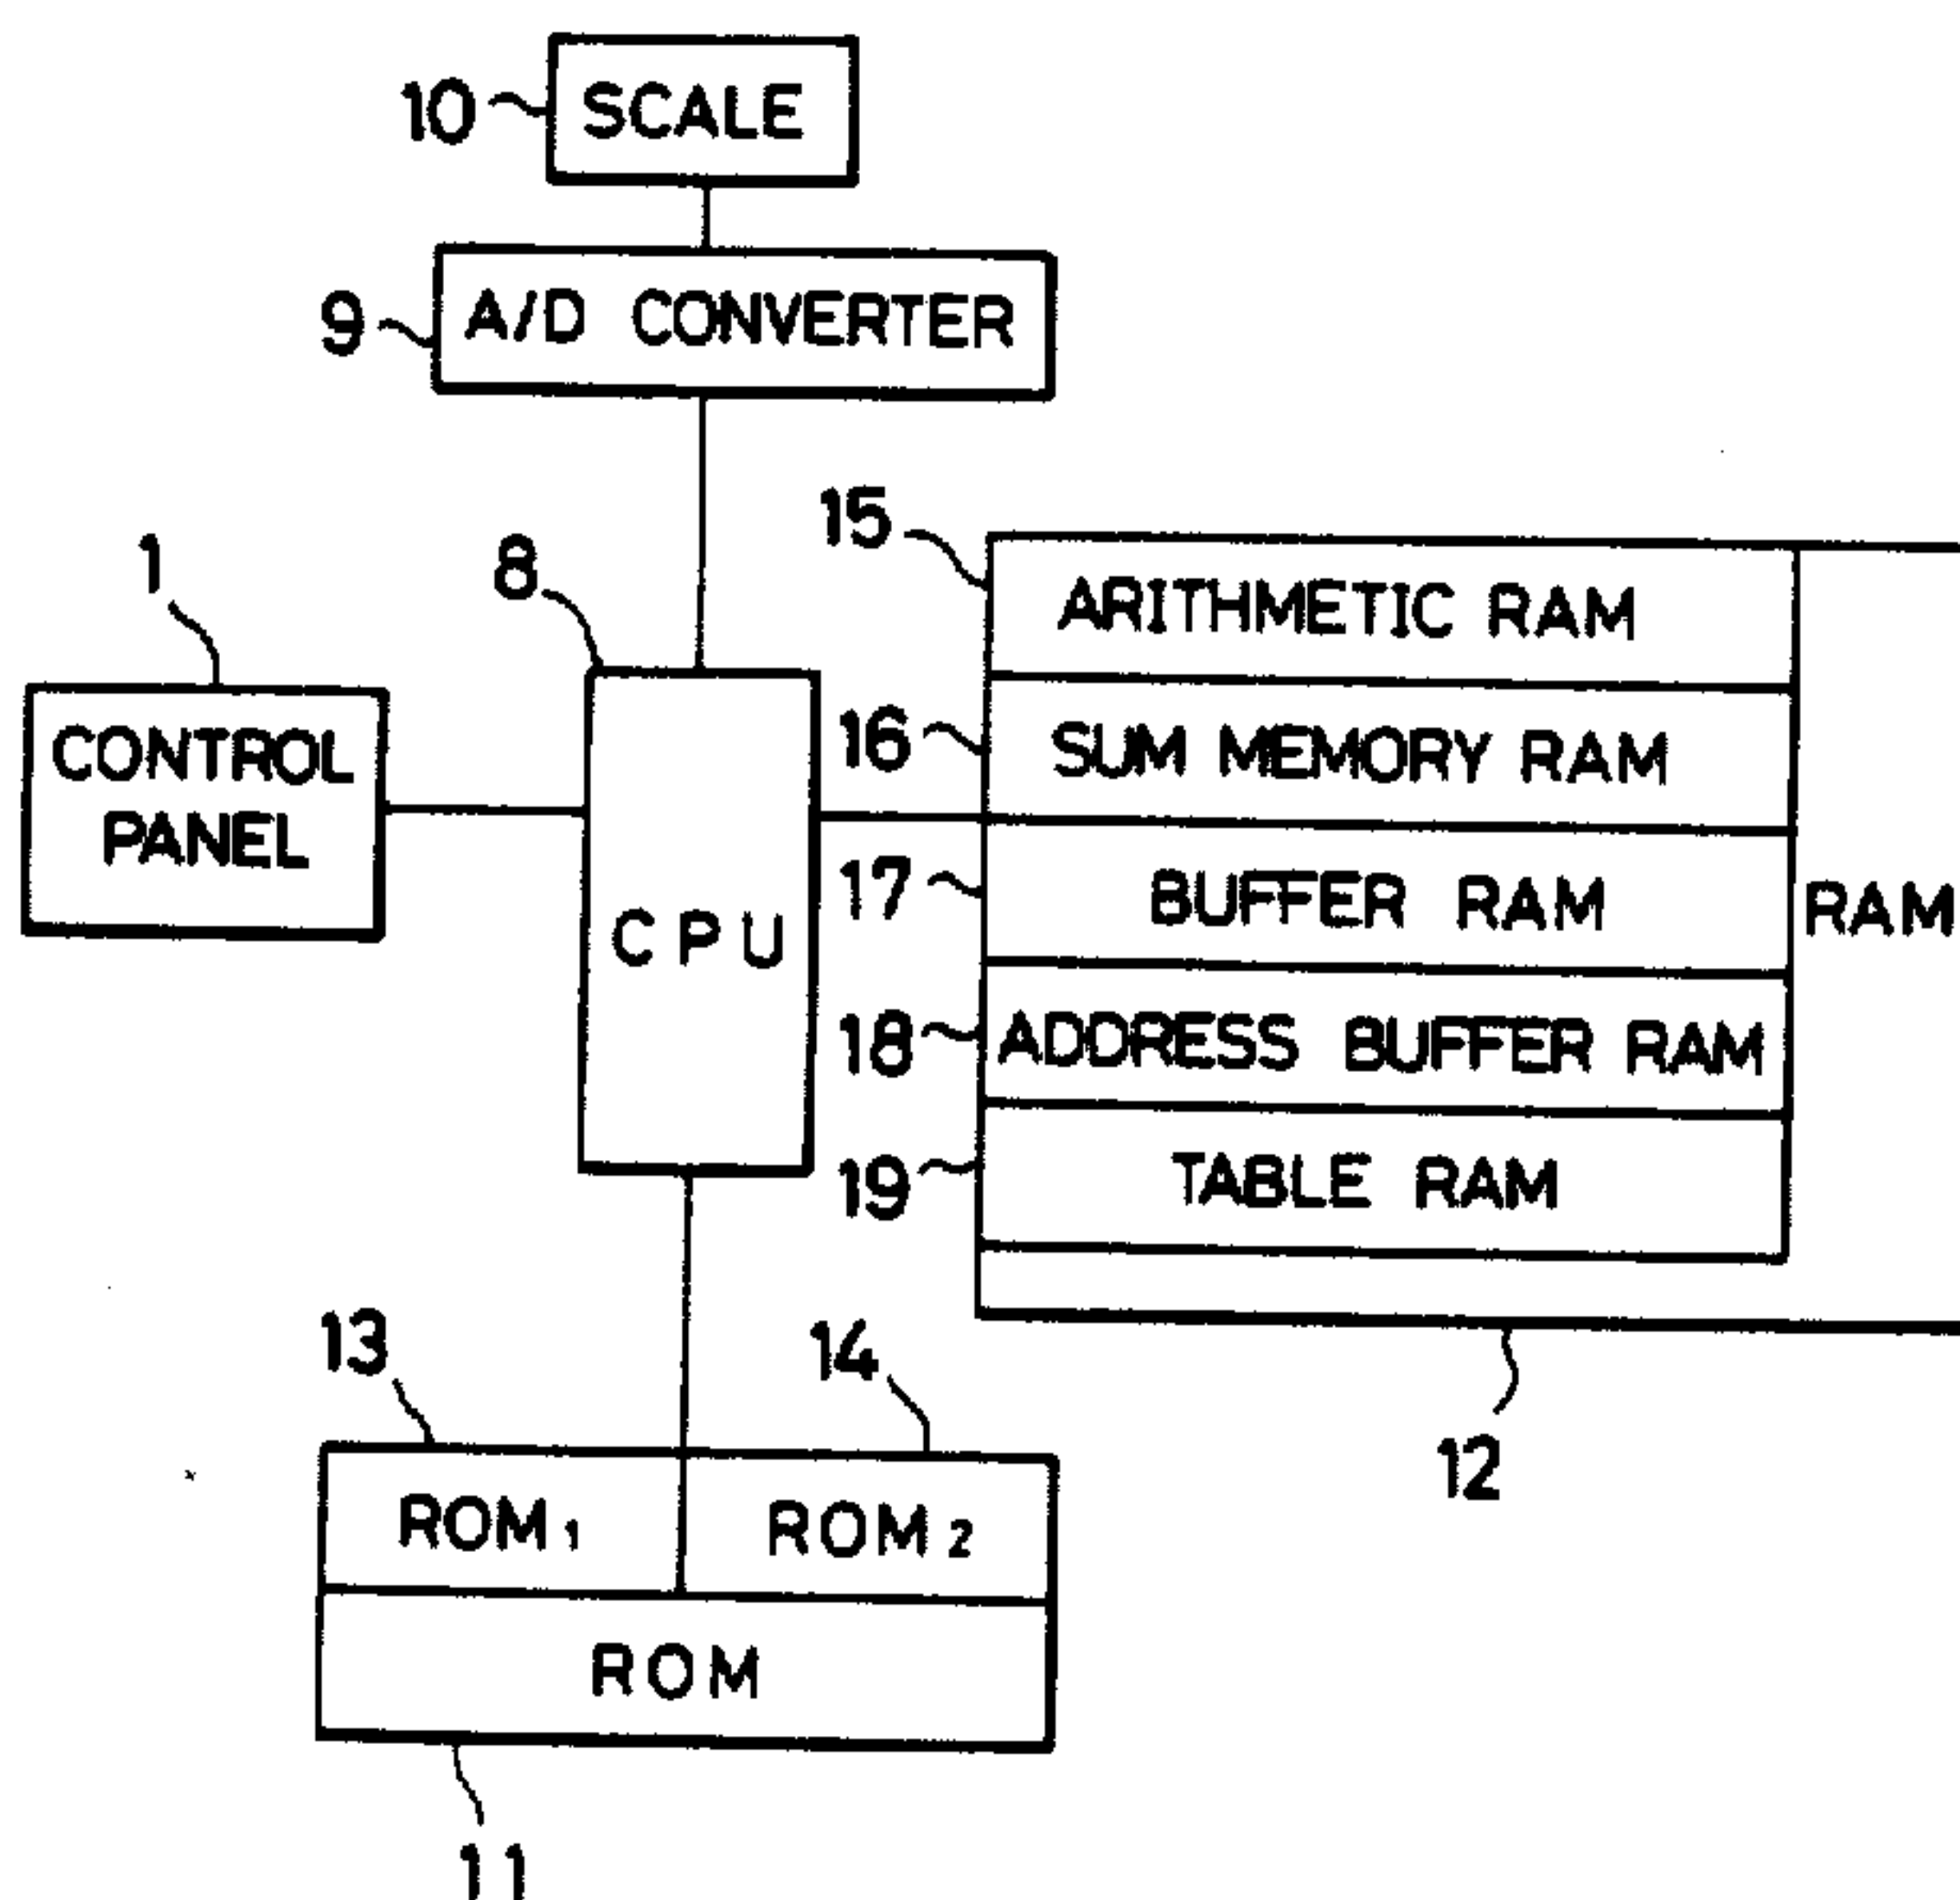 10 SCALE
9 A/D CONVERTER
15
ARITHMETIC RAM
1
8
CONTROL
PANEL
16 SUM MEMORY RAM
CPU
17 BUFFER RAM
RAM
18 ADDRESS BUFFER RAM
19 TABLE RAM
13
14
12
ROM1
ROM2
ROM
11